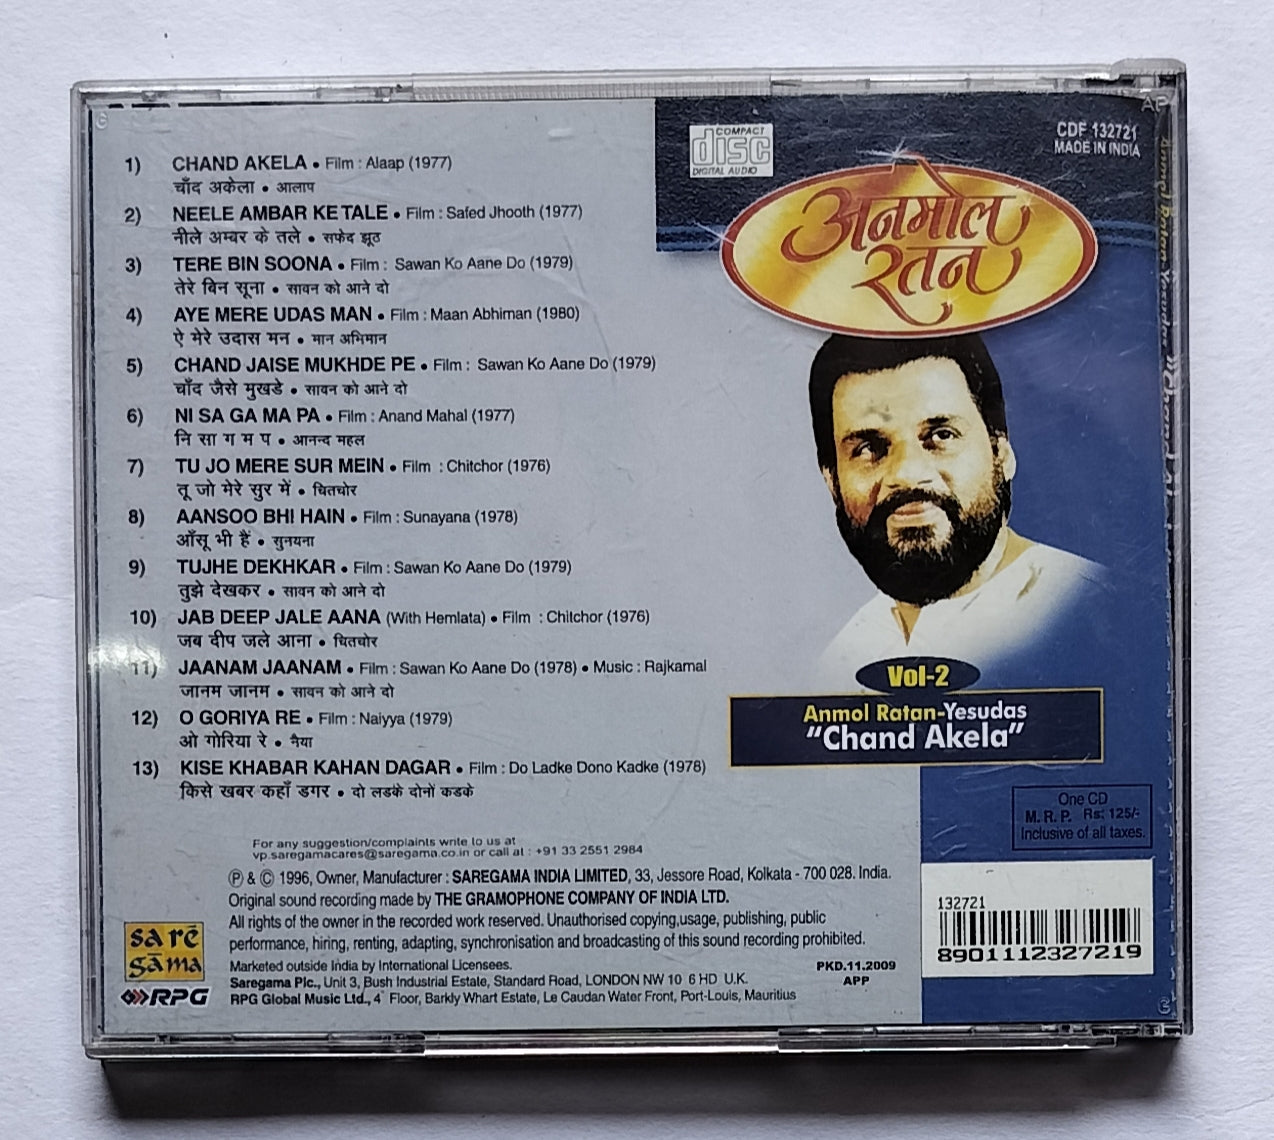 1) CHAND AKELA • Film : Alaap (1977)
चाँद अकेला • आलाप
2) NEELE AMBAR KE TALE • Film : Safed Jhooth (1977)
नीले अम्बर के तले • सफेद झूठ
3) TERE BIN SOONA • Film : Sawan Ko Aane Do (1979)
तेरे बिन सूना • सावन को आने दो
4) AYE MERE UDAS MAN • Film : Maan Abhiman (1980)
ऐ मेरे उदास मन • मान अभिमान
5) CHAND JAISE MUKHDE PE • Film : Sawan Ko Aane Do (1979)
चाँद जैसे मुखडे • सावन को आने दो
6) NI SA GA MA PA • Film : Anand Mahal (1977)
नि सा ग म प • आनन्द महल
7) TU JO MERE SUR MEIN • Film : Chitchor (1976)
तू जो मेरे सुर में • चितचोर
8) AANSOO BHI HAIN • Film : Sunayana (1978)
आँसू भी हैं • सुनयना
9) TUJHE DEKHKAR • Film : Sawan Ko Aane Do (1979)
तुझे देखकर • सावन को आने दो
10) JAB DEEP JALE AANA (With Hemlata) • Film : Chitchor (1976)
जब दीप जले आना • चितचोर
11) JAANAM JAANAM • Film : Sawan Ko Aane Do (1978) • Music : Rajkamal
जानम जानम • सावन को आने दो
12) O GORIYA RE • Film : Naiyya (1979)
ओ गोरिया रे • नैया
13) KISE KHABAR KAHAN DAGAR • Film : Do Ladke Dono Kadke (1978)
किसे खबर कहाँ डगर • दो लडके दोनों कडके
COMPACT
disc
DIGITAL AUDIO
CDF 132721
MADE IN INDIA
अनमोल
रतन
Vol-2
Anmol Ratan-Yesudas
"Chand Akela"
One CD
M. R. P. Rs. 125/-
Inclusive of all taxes.
132721
8901112327219
For any suggestion/complaints write to us at
vp.saregamacares@saregama.co.in or call at : +91 33 2551 2984
Ⓟ & © 1996, Owner, Manufacturer : SAREGAMA INDIA LIMITED, 33, Jessore Road, Kolkata - 700 028. India.
Original sound recording made by THE GRAMOPHONE COMPANY OF INDIA LTD.
All rights of the owner in the recorded work reserved. Unauthorised copying,usage, publishing, public
performance, hiring, renting, adapting, synchronisation and broadcasting of this sound recording prohibited.
Marketed outside India by International Licensees.
Saregama Plc., Unit 3, Bush Industrial Estate, Standard Road, LONDON NW 10 6 HD U.K.
RPG Global Music Ltd., 4 Floor, Barkly Whart Estate, Le Caudan Water Front, Port-Louis, Mauritius
PKD.11.2009
APP
sa rē
gāma
RPG
Anmol Ratan-Yesudas